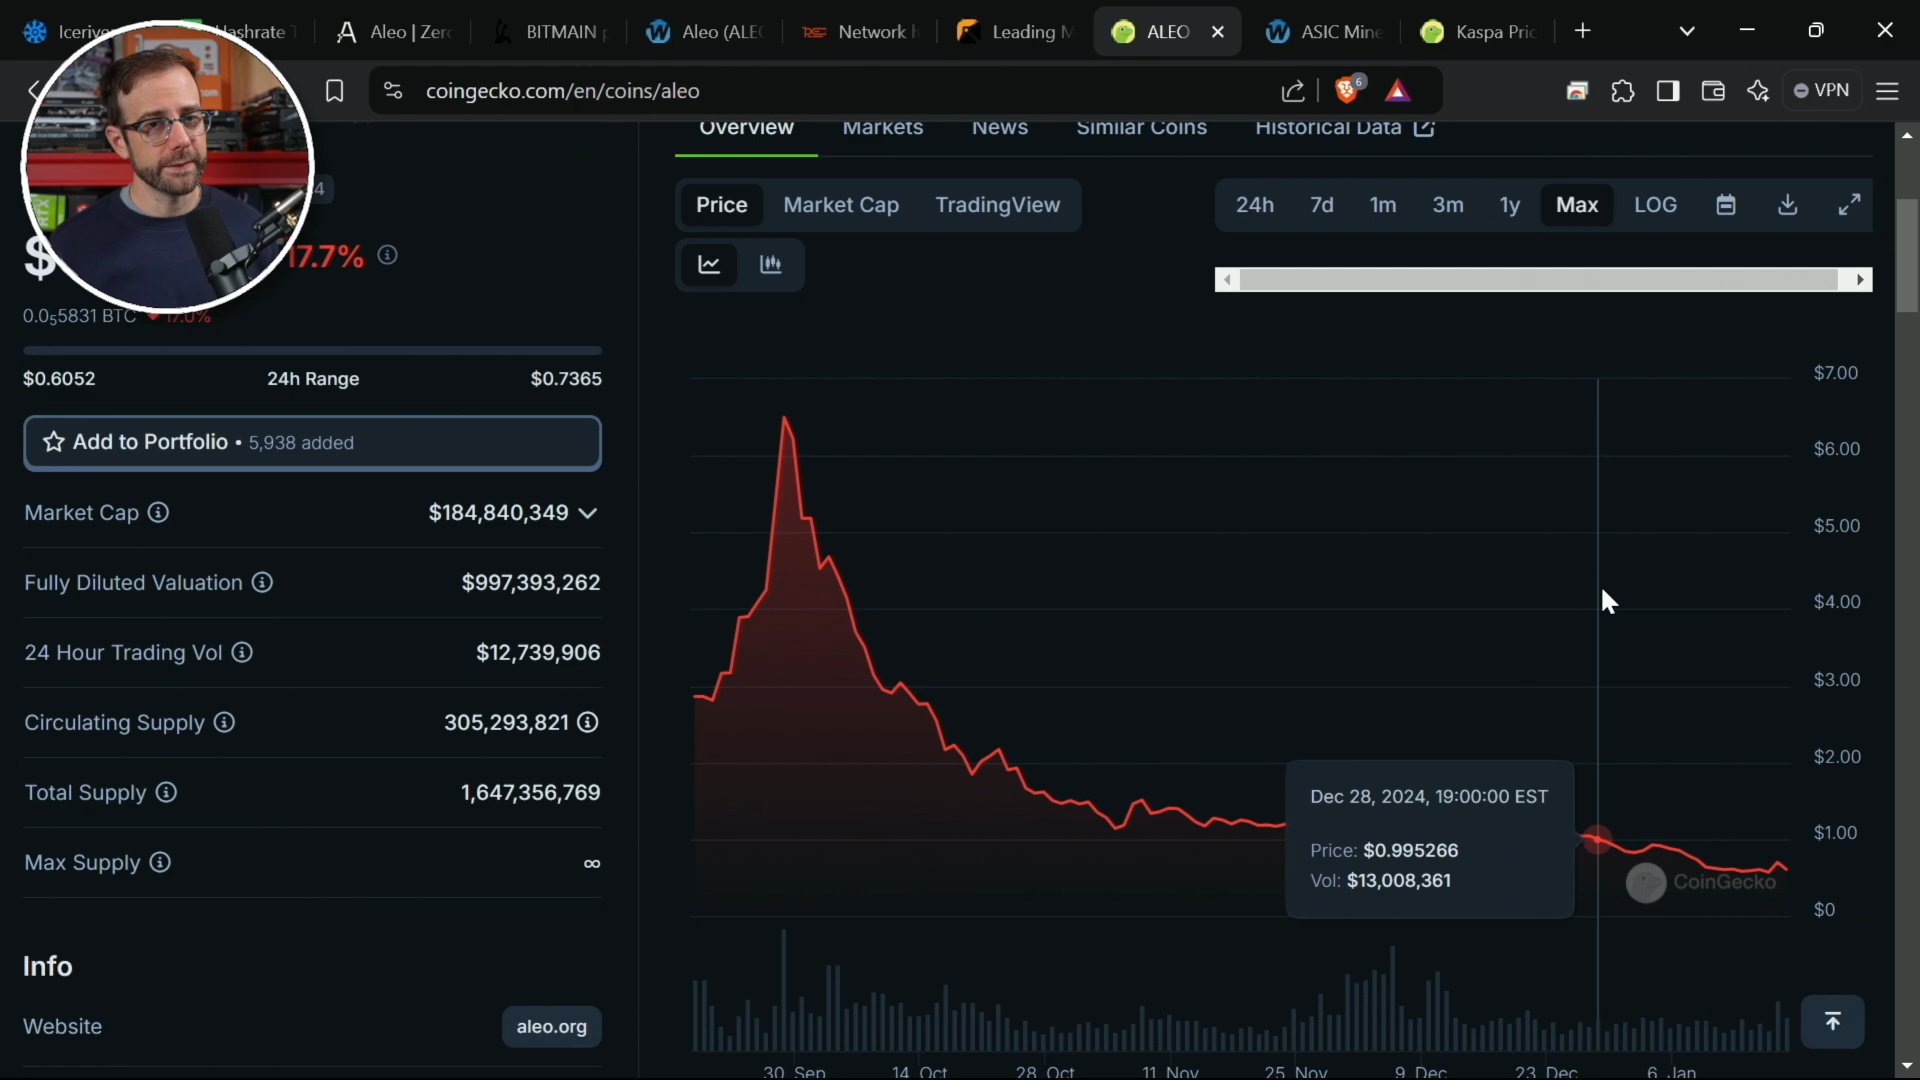 Iceriver
Hashrate T
Aleo | Zero
BITMAIN p
Aleo (ALEO
Network h
Leading M
ALEO
ASIC Mine
Kaspa Pric
coingecko.com/en/coins/aleo
6
VPN
Overview
Markets
News
Similar Coins
Historical Data
Price
Market Cap
TradingView
24h
7d
1m
3m
1y
Max
LOG
$
17.7%
0.0₅5831 BTC
17.0%
$0.6052
24h Range
$0.7365
Add to Portfolio • 5,938 added
Market Cap
$184,840,349
Fully Diluted Valuation
$997,393,262
24 Hour Trading Vol
$12,739,906
Circulating Supply
305,293,821
Total Supply
1,647,356,769
Max Supply
∞
Info
Website
aleo.org
$7.00
$6.00
$5.00
$4.00
$3.00
$2.00
$1.00
$0
Dec 28, 2024, 19:00:00 EST
Price: $0.995266
Vol: $13,008,361
CoinGecko
30. Sep
14. Oct
28. Oct
11. Nov
25. Nov
9. Dec
23. Dec
6. Jan